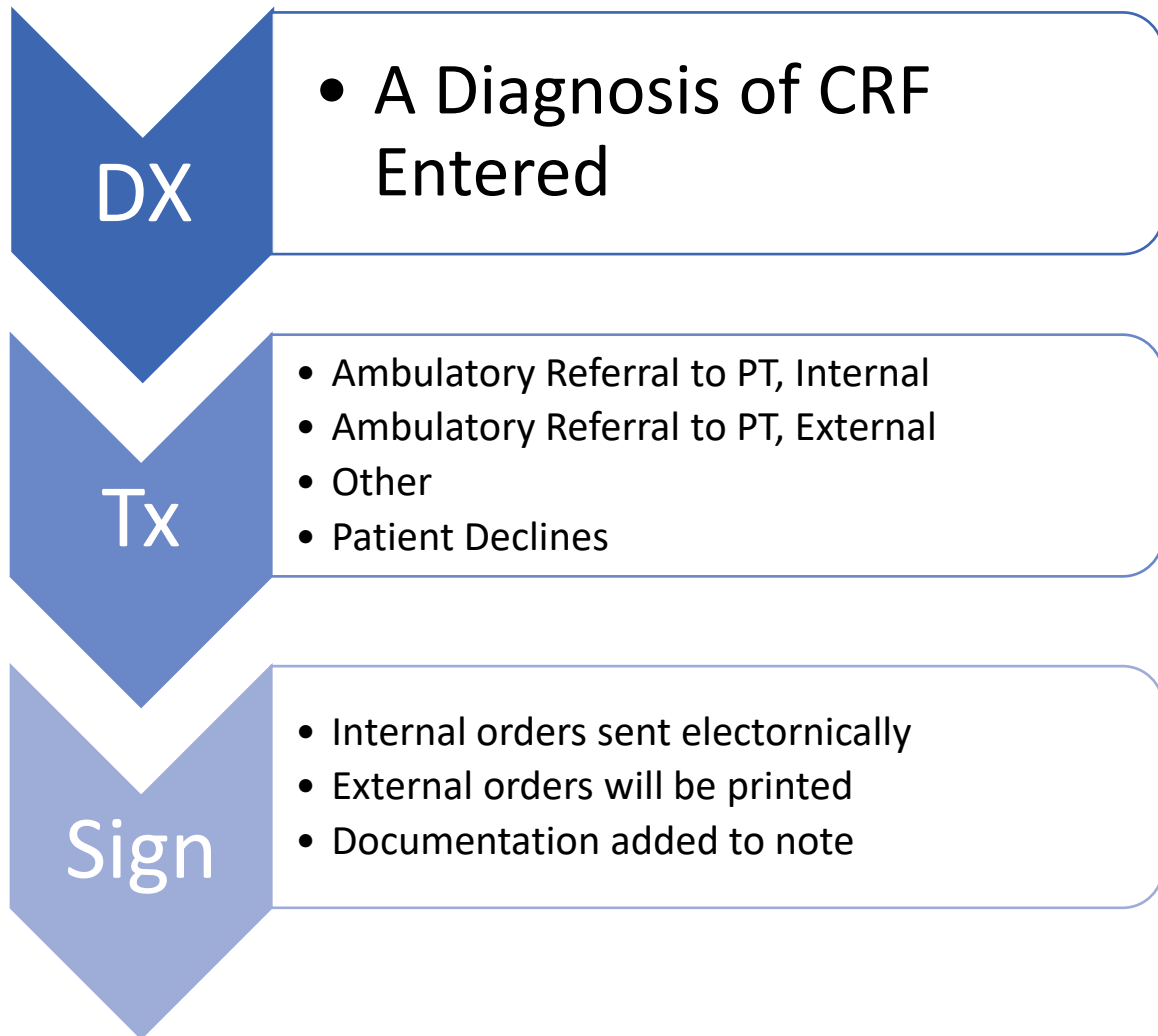 DX
• A Diagnosis of CRF
Entered
Tx
• Ambulatory Referral to PT, Internal
• Ambulatory Referral to PT, External
• Other
• Patient Declines
Sign
• Internal orders sent electornically
• External orders will be printed
• Documentation added to note